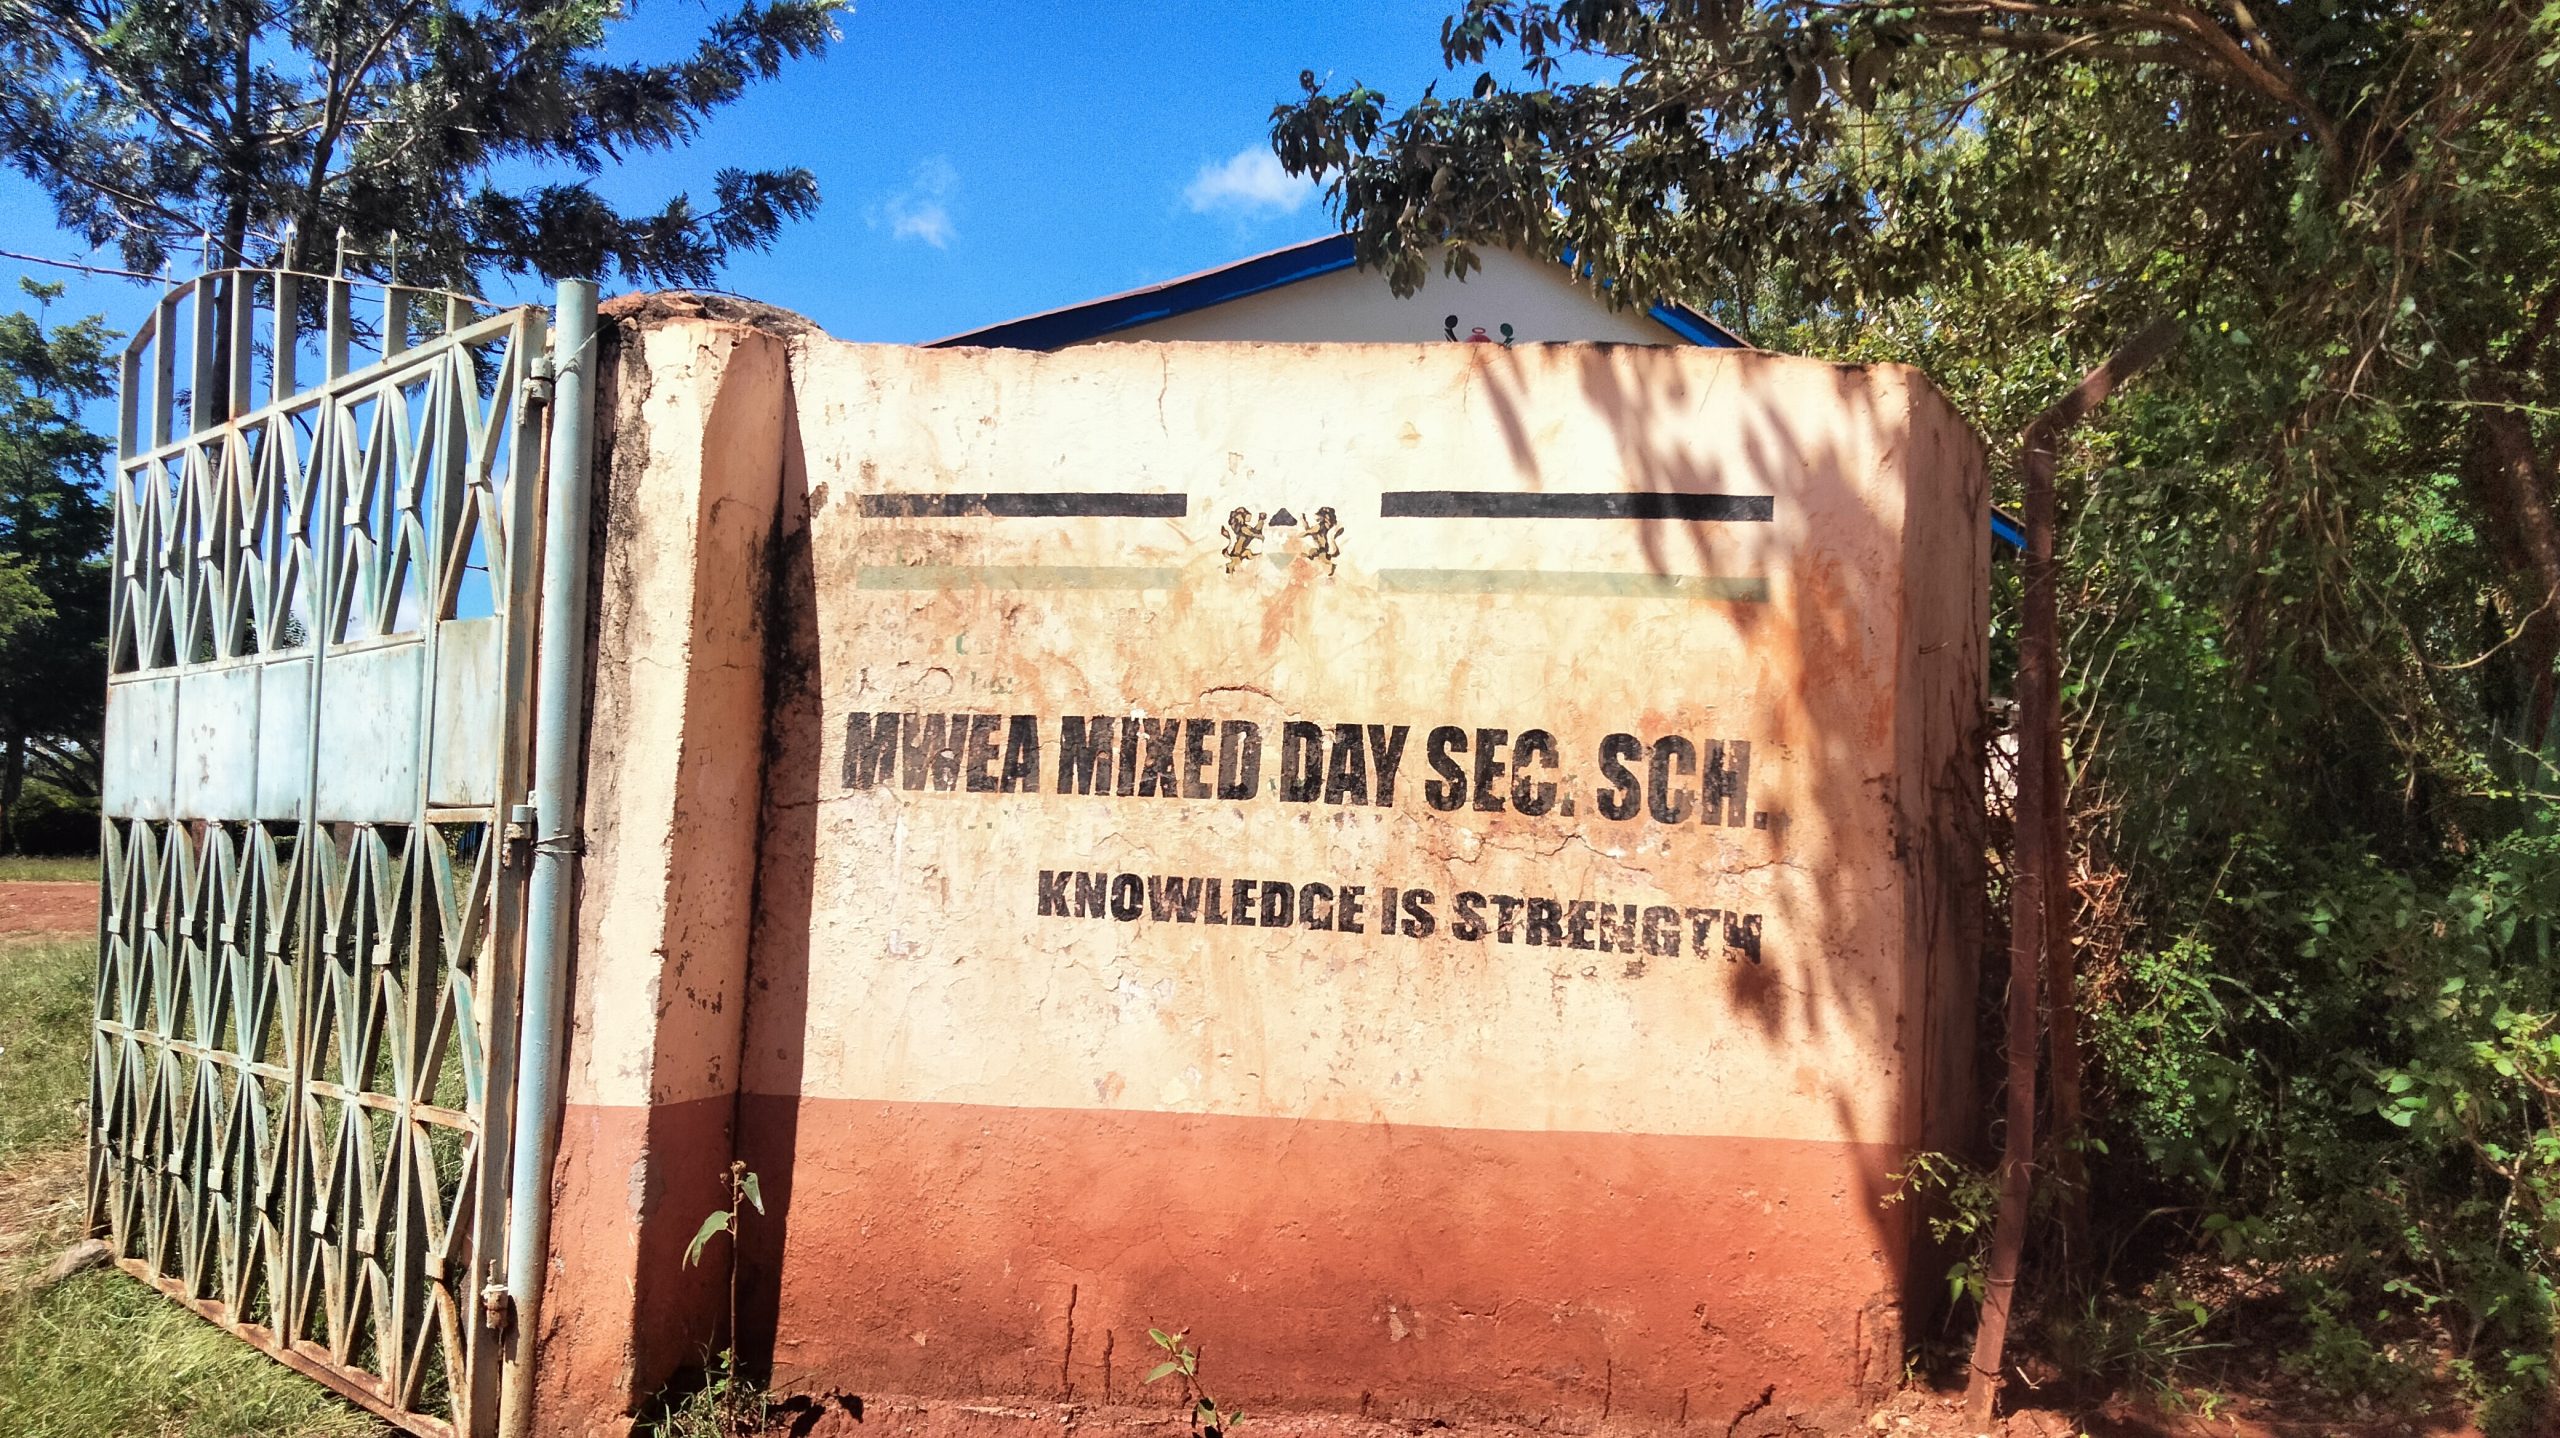 MWEA MIXED DAY SEC. SCH.
KNOWLEDGE IS STRENGTH